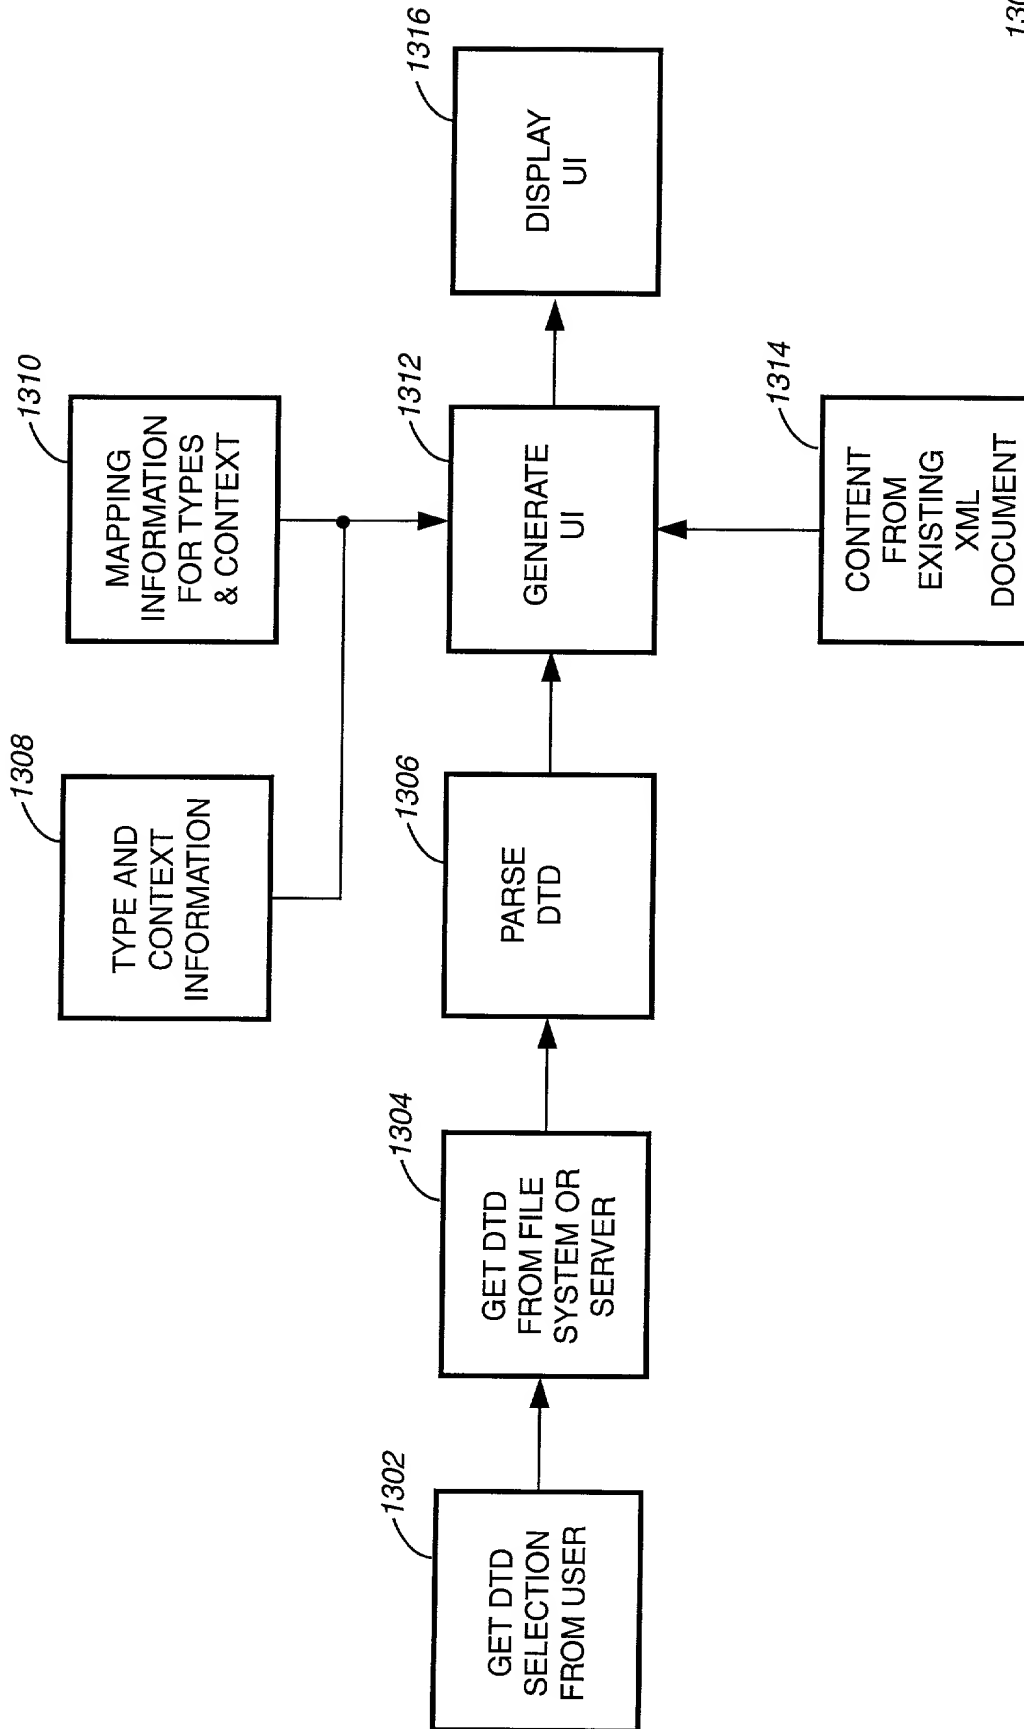 1302
GET DTD
SELECTION
FROM USER
1304
GET DTD
FROM FILE
SYSTEM OR
SERVER
1306
PARSE
DTD
1308
TYPE AND
CONTEXT
INFORMATION
1310
MAPPING
INFORMATION
FOR TYPES
& CONTEXT
1312
GENERATE
UI
1314
CONTENT
FROM
EXISTING
XML
DOCUMENT
1316
DISPLAY
UI